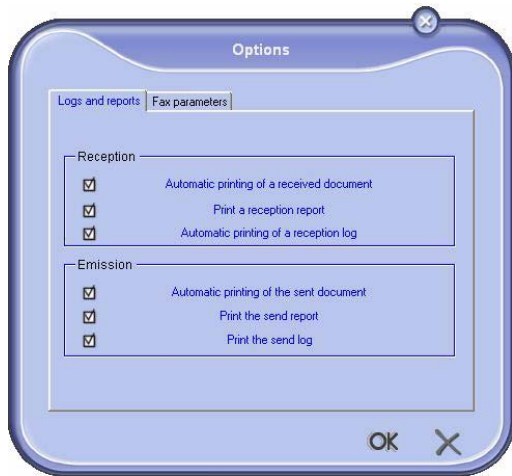 Options
Logs and reports Fax parameters
Reception
Automatic printing of a received document
Print a reception report
Automatic printing of a reception log
Emission
Automatic printing of the sent document
Print the send report
Print the send log
OK